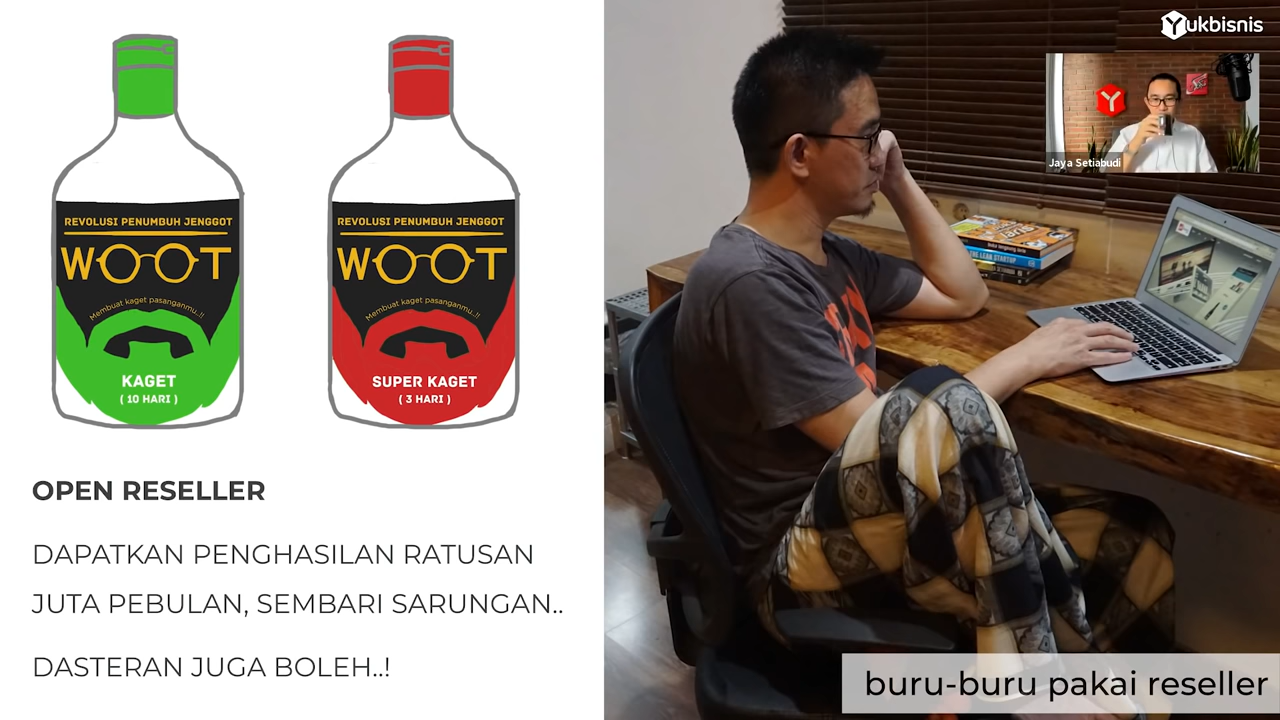 REVOLUSI PENUMBUH JENGGOT
WOOT
Membuat kaget pasanganmu..!!
KAGET
( 10 HARI )
REVOLUSI PENUMBUH JENGGOT
WOOT
Membuat kaget pasanganmu..!!
SUPER KAGET
( 3 HARI )
OPEN RESELLER
DAPATKAN PENGHASILAN RATUSAN
JUTA PEBULAN, SEMBARI SARUNGAN..
DASTERAN JUGA BOLEH..!
Yukbisnis
Y
Jaya Setiabudi
THE LEAN STARTUP
buru-buru pakai reseller